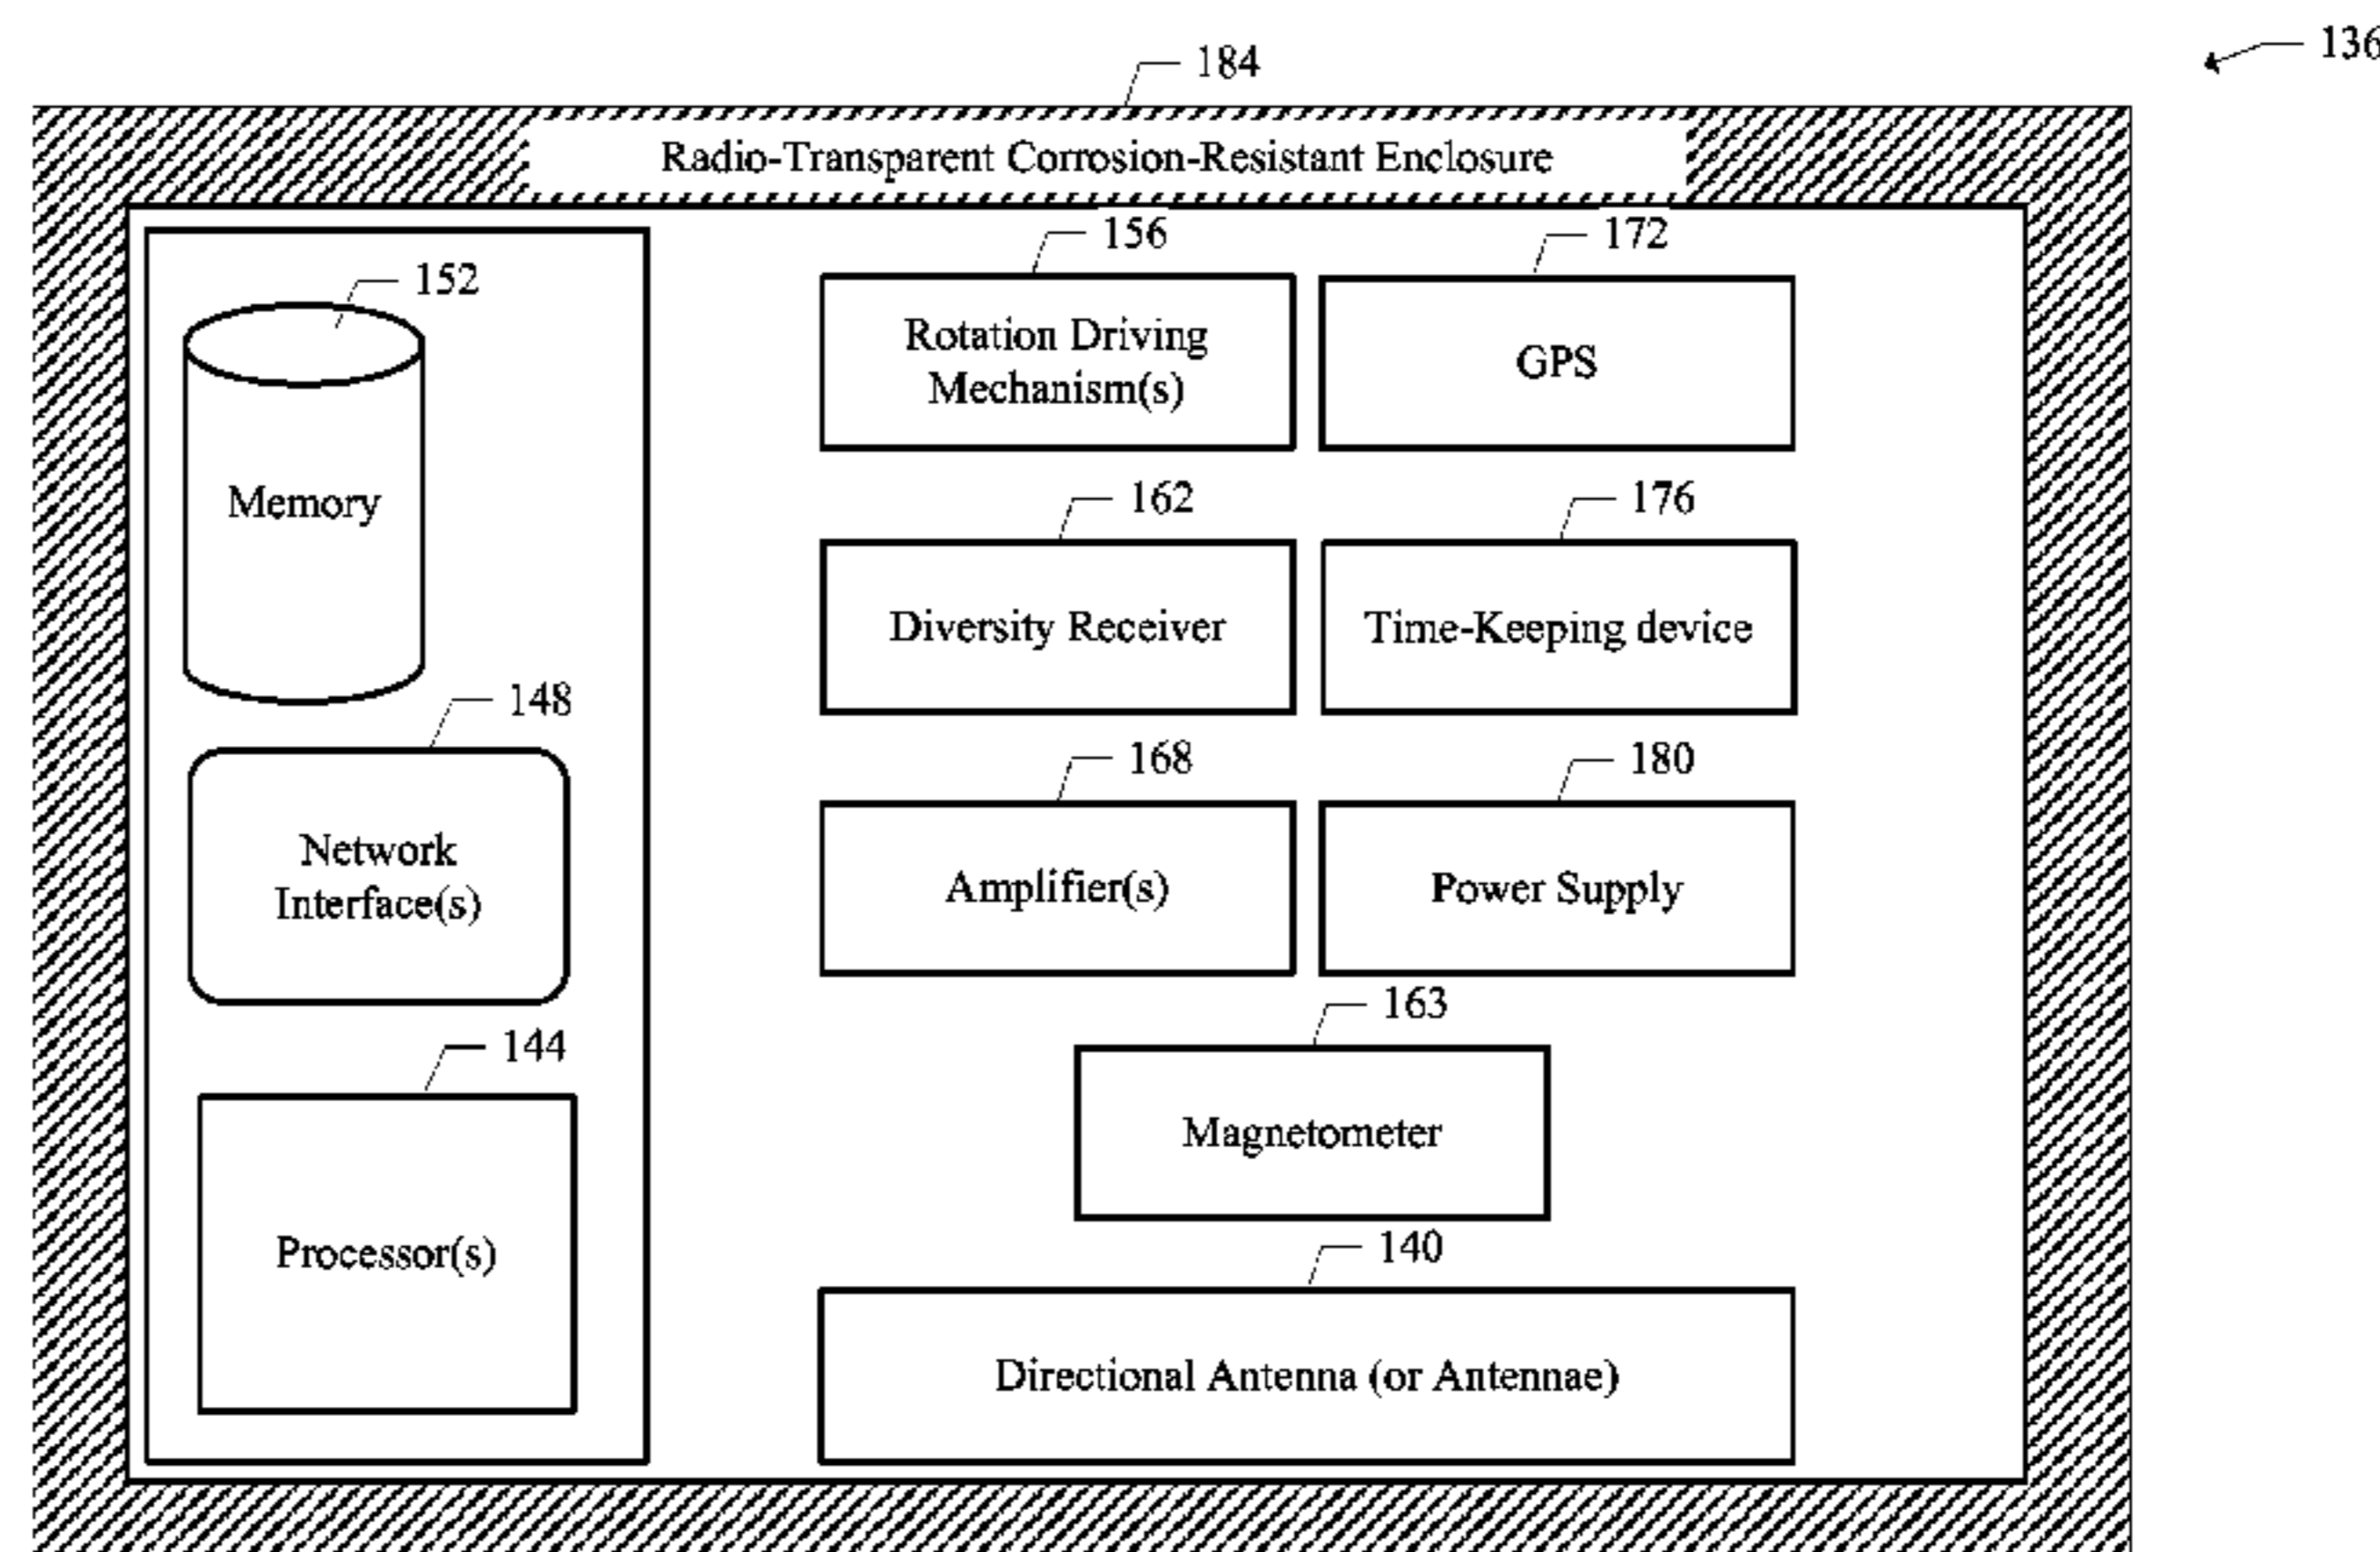 136
184
Radio-Transparent Corrosion-Resistant Enclosure
152
Memory
148
Network
Interface(s)
144
Processor(s)
156
Rotation Driving
Mechanism(s)
172
GPS
162
Diversity Receiver
176
Time-Keeping device
168
Amplifier(s)
180
Power Supply
163
Magnetometer
140
Directional Antenna (or Antennae)